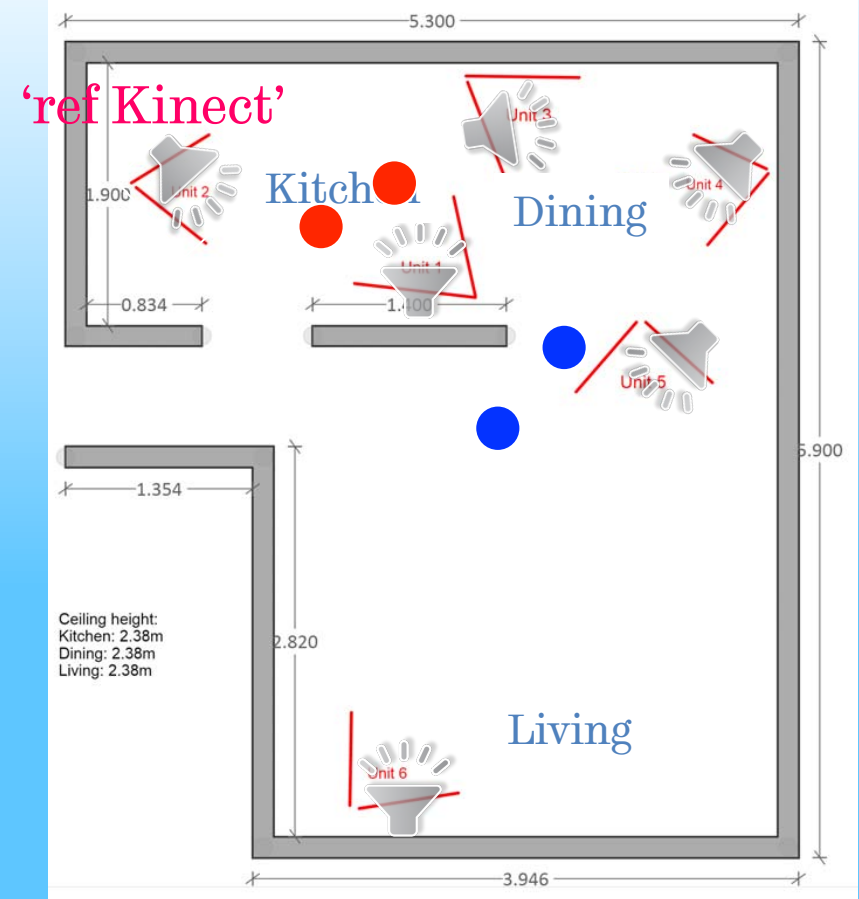 5.300
‘ref Kinect’
Unit 3
1.900
Unit 2
Kitchen
Unit 4
Dining
Unit 1
0.834
1.400
Unit 5
5.900
1.354
Ceiling height:
Kitchen: 2.38m
Dining: 2.38m
Living: 2.38m
2.820
Living
Unit 6
3.946